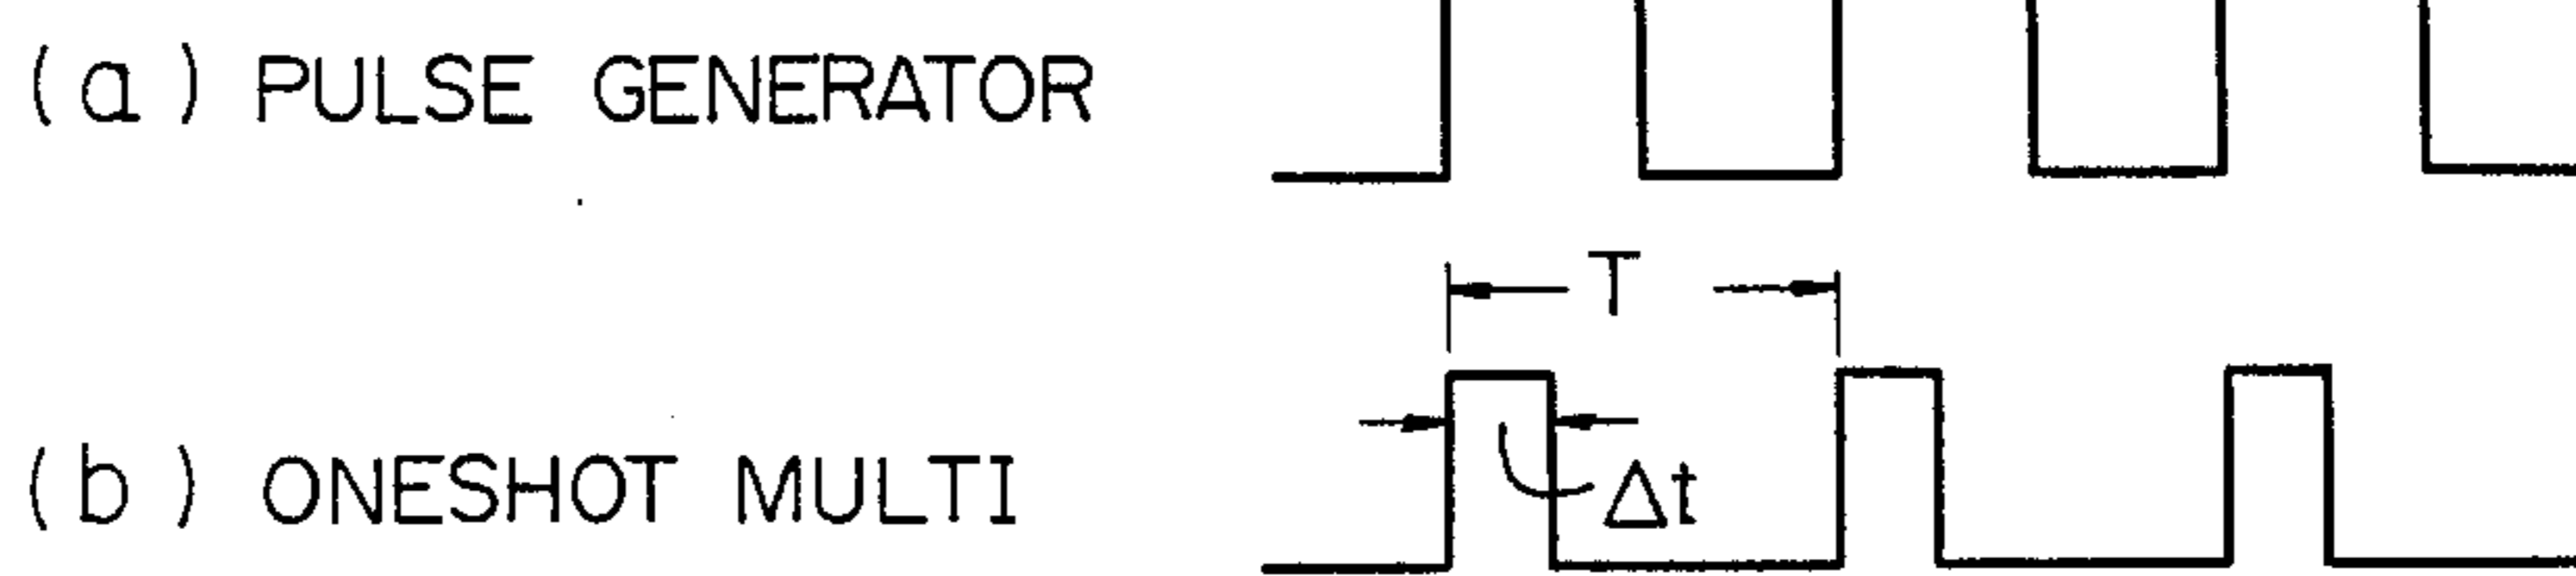 (a) PULSE GENERATOR
T
(b) ONESHOT MULTI
Δt